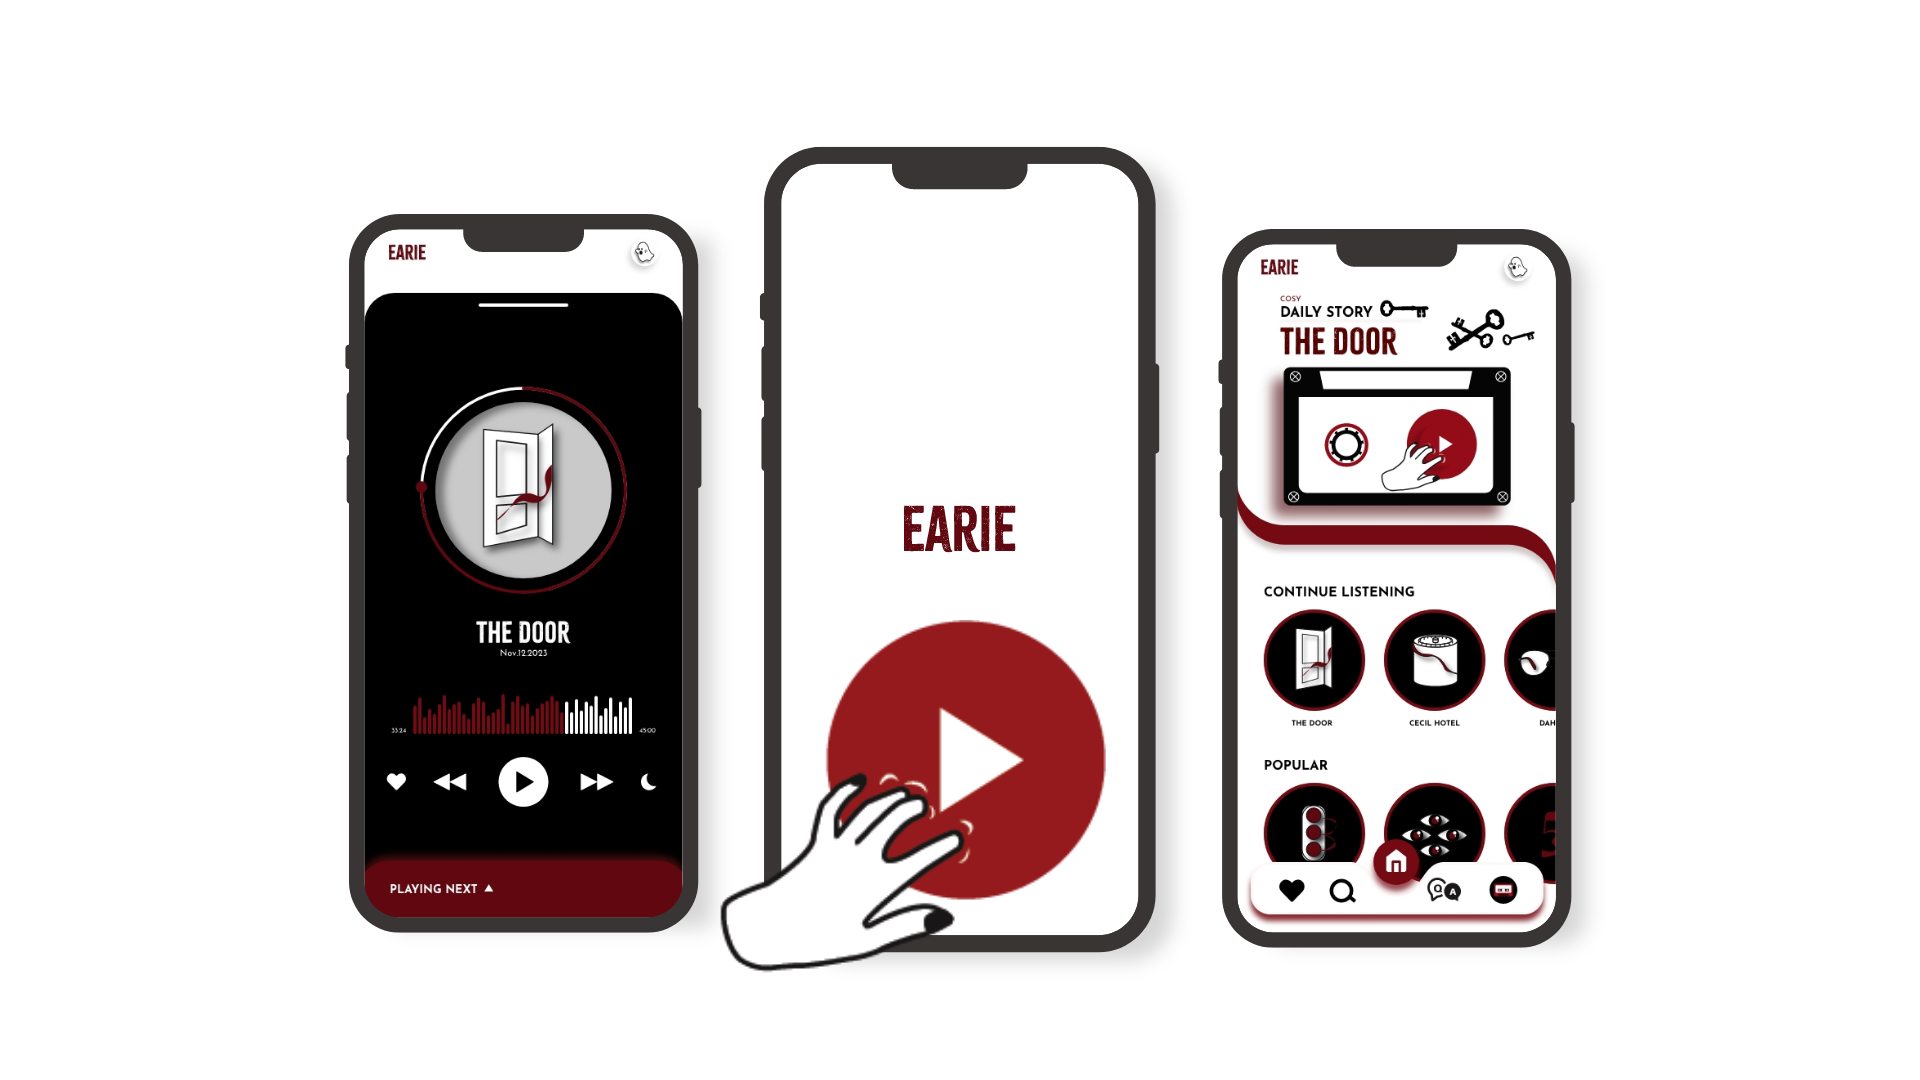 EARIE
THE DOOR
Nov.12.2023
33:24
45:00
PLAYING NEXT
EARIE
EARIE
COSY
DAILY STORY
THE DOOR
CONTINUE LISTENING
THE DOOR
CECIL HOTEL
DAH
POPULAR
5
Q
A